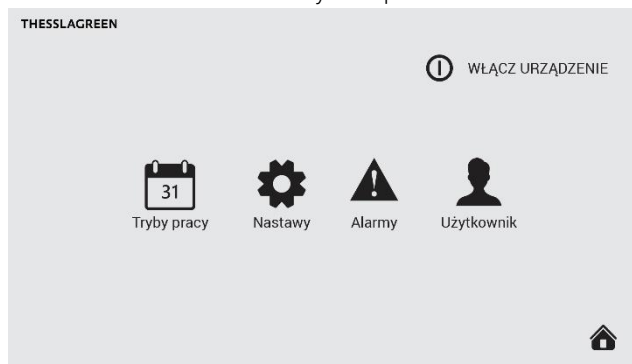 THESSLAGREEN
WŁĄCZ URZĄDZENIE
31
Tryby pracy Nastawy Alarmy Użytkownik